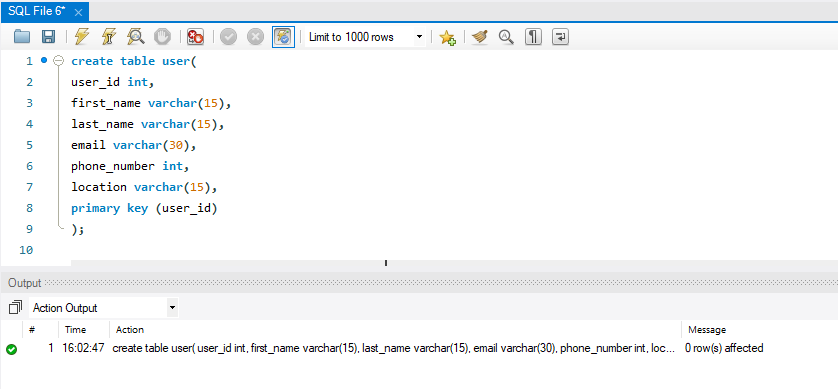 SQL File 6* ×
Limit to 1000 rows
1 create table user(
2 user_id int,
3 first_name varchar(15),
4 last_name varchar(15),
5 email varchar(30),
6 phone_number int,
7 location varchar(15),
8 primary key (user_id)
9 );
10
Output
Action Output
# Time Action Message
1 16:02:47 create table user( user_id int, first_name varchar(15), last_name varchar(15), email varchar(30), phone_number int, loc... 0 row(s) affected